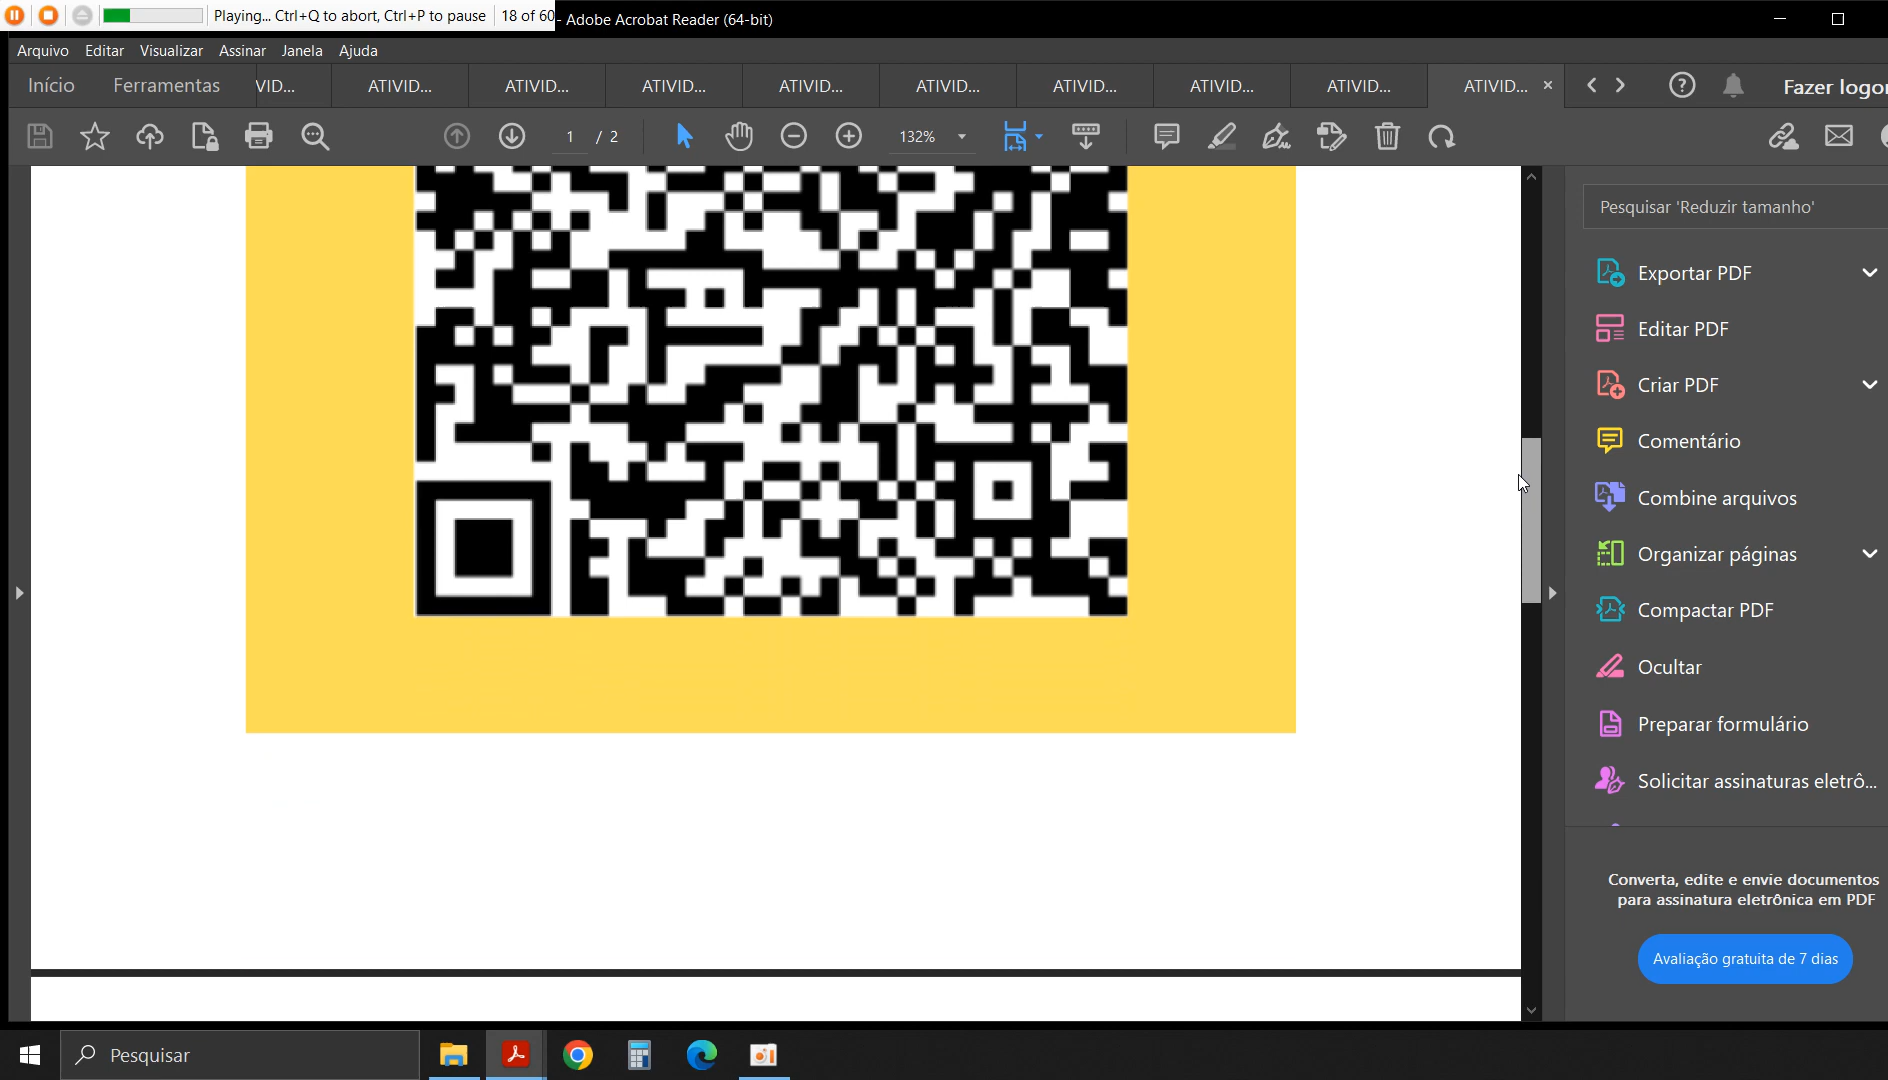 Playing... Ctrl+Q to abort, Ctrl+P to pause 18 of 60 - Adobe Acrobat Reader (64-bit)
Arquivo Editar Visualizar Assinar Janela Ajuda
Início Ferramentas VID... ATIVID... ATIVID... ATIVID... ATIVID... ATIVID... ATIVID... ATIVID... ATIVID... ATIVID... Fazer logon
1 / 2 132%
Pesquisar 'Reduzir tamanho'
Exportar PDF
Editar PDF
Criar PDF
Comentário
Combine arquivos
Organizar páginas
Compactar PDF
Ocultar
Preparar formulário
Solicitar assinaturas eletrô...
Converta, edite e envie documentos
para assinatura eletrônica em PDF
Avaliação gratuita de 7 dias
Pesquisar